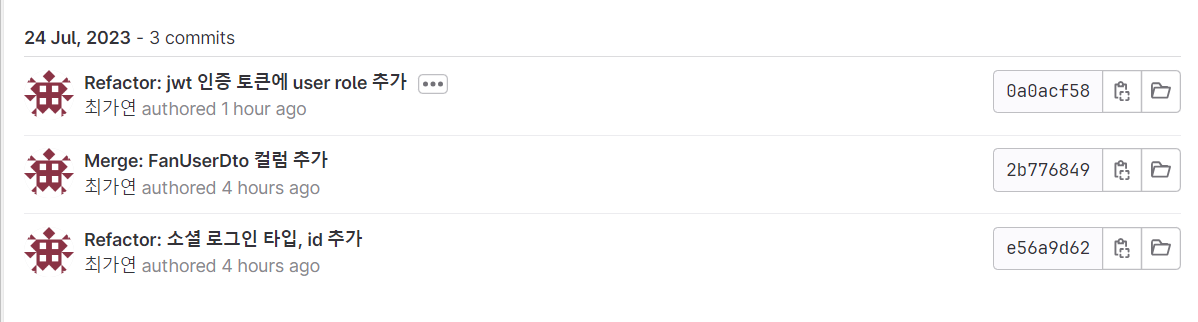 24 Jul, 2023 - 3 commits
Refactor: jwt 인증 토큰에 user role 추가
최가연 authored 1 hour ago
0a0acf58
Merge: FanUserDto 컬럼 추가
최가연 authored 4 hours ago
2b776849
Refactor: 소셜 로그인 타입, id 추가
최가연 authored 4 hours ago
e56a9d62